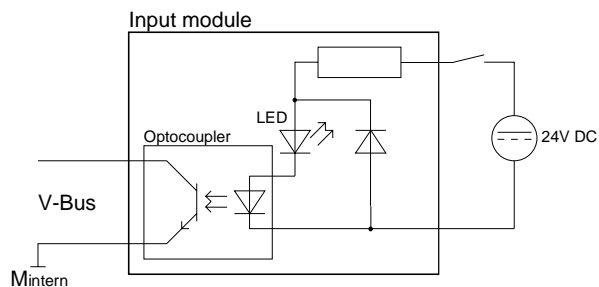 Input module
LED
Optocoupler
24V DC
V-Bus
Mintern